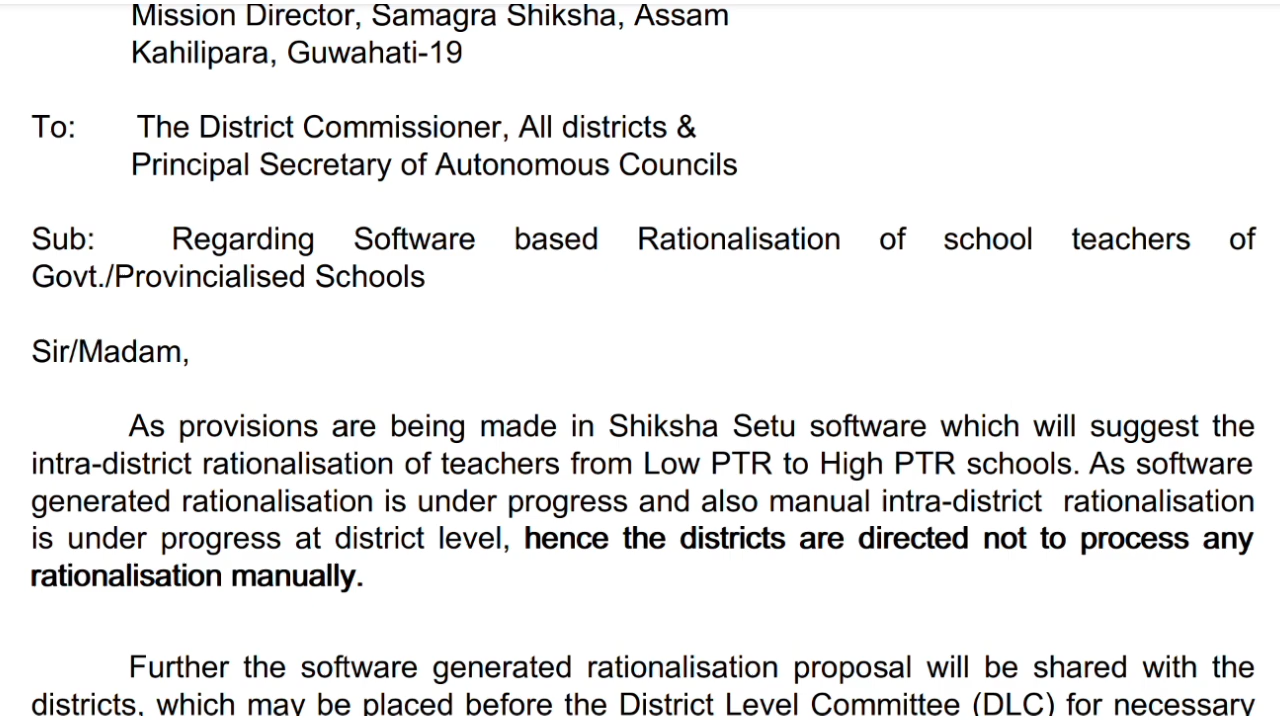 Mission Director, Samagra Shiksha, Assam
Kahilipara, Guwahati-19
To: The District Commissioner, All districts &
Principal Secretary of Autonomous Councils
Sub: Regarding Software based Rationalisation of school teachers of
Govt./Provincialised Schools
Sir/Madam,
As provisions are being made in Shiksha Setu software which will suggest the
intra-district rationalisation of teachers from Low PTR to High PTR schools. As software
generated rationalisation is under progress and also manual intra-district rationalisation
is under progress at district level, hence the districts are directed not to process any
rationalisation manually.
Further the software generated rationalisation proposal will be shared with the
districts, which may be placed before the District Level Committee (DLC) for necessary